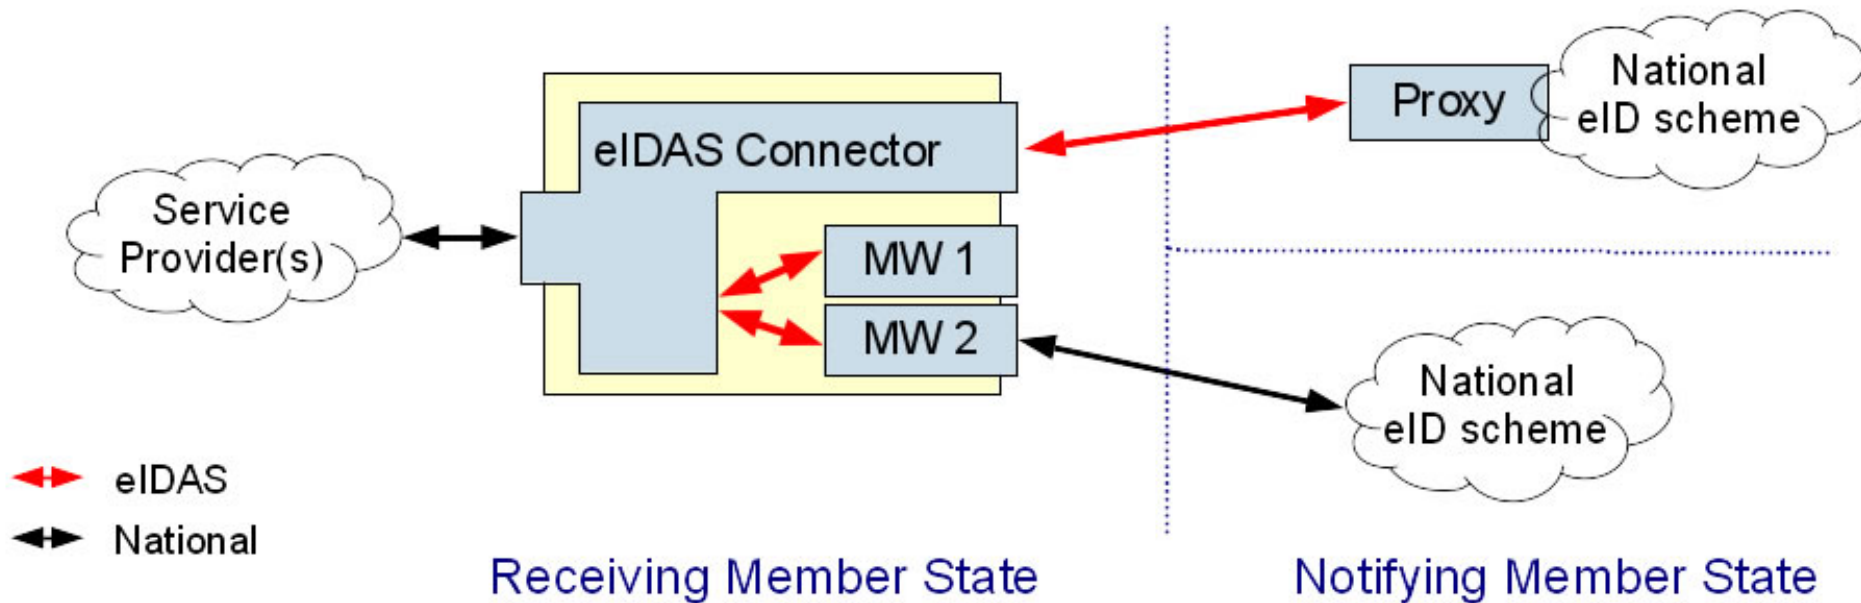 National
eID scheme
Proxy
eIDAS Connector
Service
Provider(s)
MW 1
MW 2
National
eID scheme
eIDAS
National
Receiving Member State
Notifying Member State